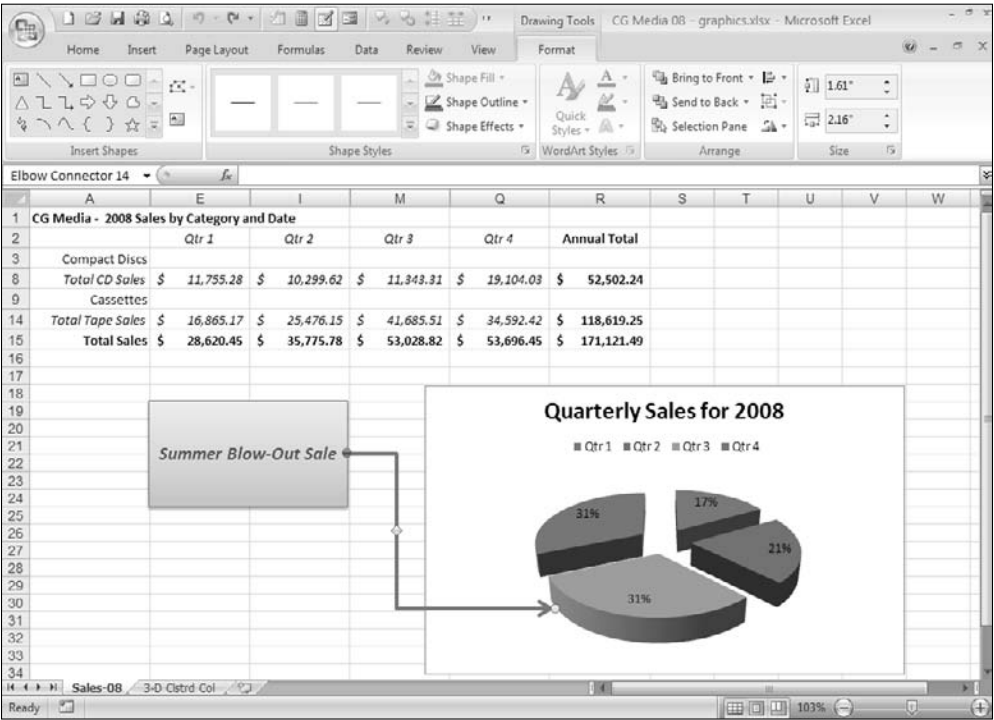 Drawing Tools CG Media 08 - graphics.xlsx - Microsoft Excel
Home Insert Page Layout Formulas Data Review View Format
Shape Fill
Shape Outline
Shape Effects
Quick Styles
Bring to Front
Send to Back
Selection Pane
1.61"
2.16"
Insert Shapes Shape Styles WordArt Styles Arrange Size
Elbow Connector 14 fx
A E I M Q R S T U V W
1 CG Media - 2008 Sales by Category and Date
2 Qtr 1 Qtr 2 Qtr 3 Qtr 4 Annual Total
3 Compact Discs
8 Total CD Sales $ 11,755.28 $ 10,299.62 $ 11,343.31 $ 19,104.03 $ 52,502.24
9 Cassettes
14 Total Tape Sales $ 16,865.17 $ 25,476.15 $ 41,685.51 $ 34,592.42 $ 118,619.25
15 Total Sales $ 28,620.45 $ 35,775.78 $ 53,028.82 $ 53,696.45 $ 171,121.49
16
17
18
19
20
21
22
23
24
25
26
27
28
29
30
31
32
33
34
Summer Blow-Out Sale
Quarterly Sales for 2008
Qtr 1 Qtr 2 Qtr 3 Qtr 4
17%
31%
21%
31%
Sales-08 3-D Clstrd Col
Ready 103%